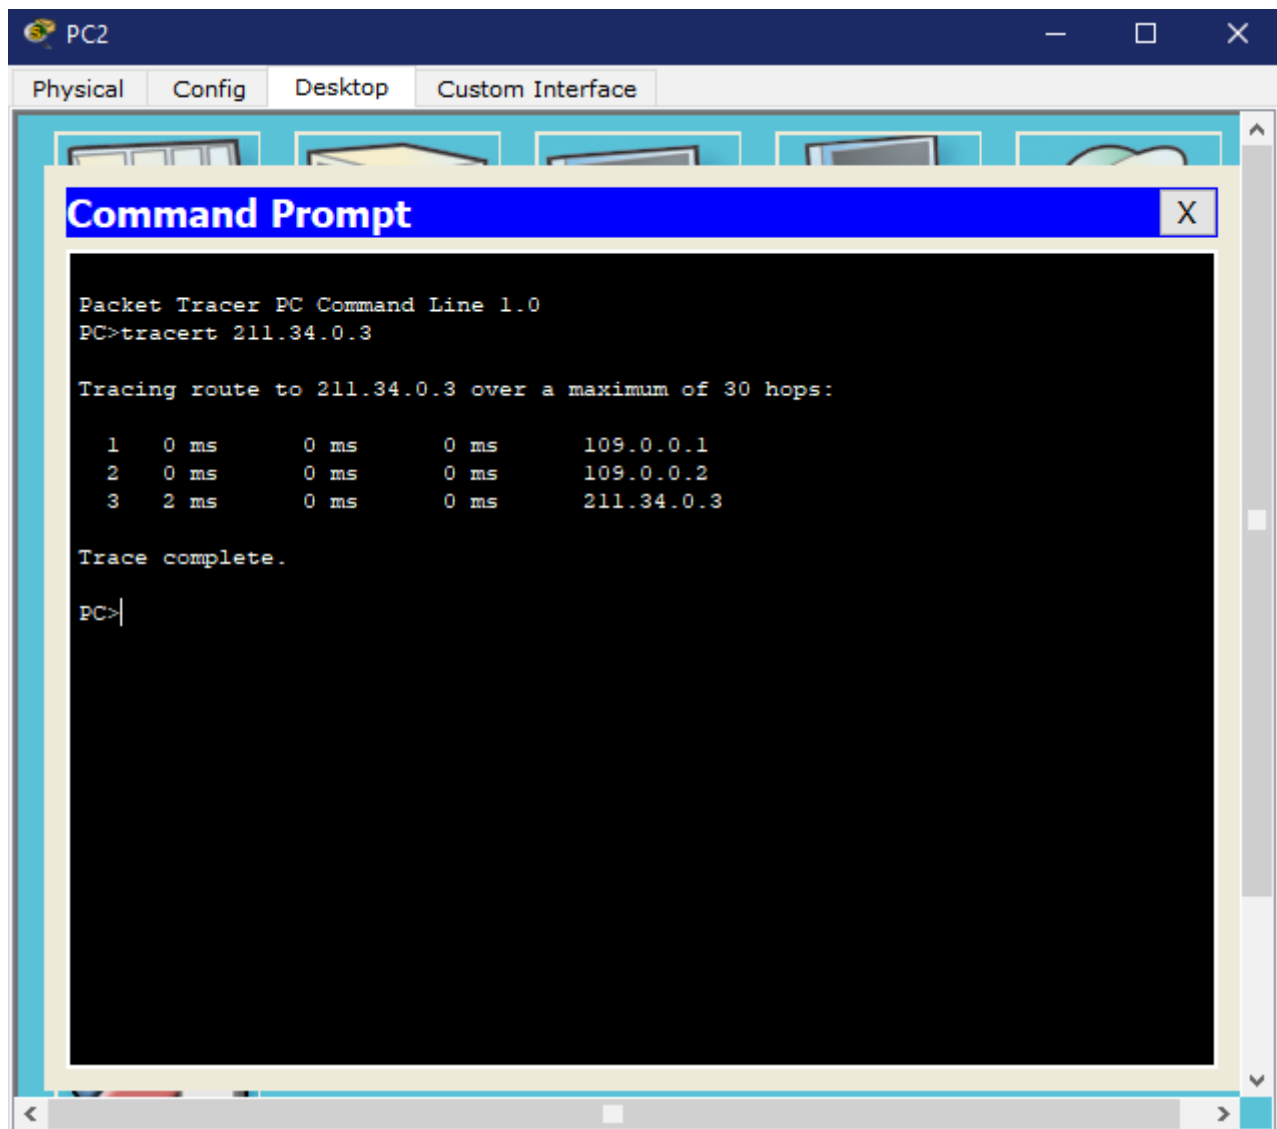 PC2
Physical Config Desktop Custom Interface
Command Prompt X
Packet Tracer PC Command Line 1.0
PC>tracert 211.34.0.3
Tracing route to 211.34.0.3 over a maximum of 30 hops:
1 0 ms 0 ms 0 ms 109.0.0.1
2 0 ms 0 ms 0 ms 109.0.0.2
3 2 ms 0 ms 0 ms 211.34.0.3
Trace complete.
PC>